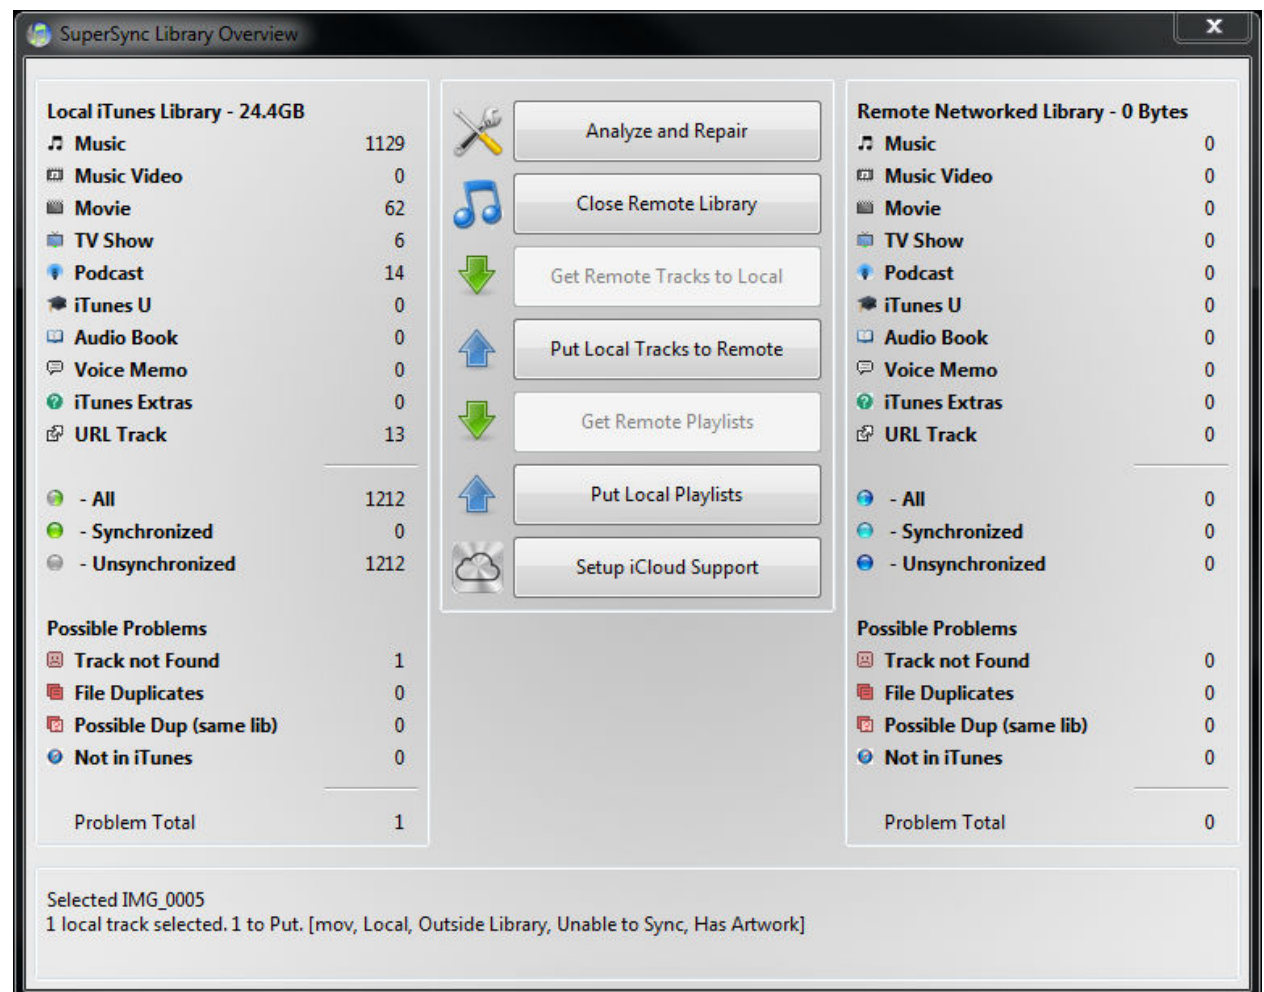 SuperSync Library Overview
X
Local iTunes Library - 24.4GB
Music 1129
Music Video 0
Movie 62
TV Show 6
Podcast 14
iTunes U 0
Audio Book 0
Voice Memo 0
iTunes Extras 0
URL Track 13
- All 1212
- Synchronized 0
- Unsynchronized 1212
Possible Problems
Track not Found 1
File Duplicates 0
Possible Dup (same lib) 0
Not in iTunes 0
Problem Total 1
Analyze and Repair
Close Remote Library
Get Remote Tracks to Local
Put Local Tracks to Remote
Get Remote Playlists
Put Local Playlists
Setup iCloud Support
Remote Networked Library - 0 Bytes
Music 0
Music Video 0
Movie 0
TV Show 0
Podcast 0
iTunes U 0
Audio Book 0
Voice Memo 0
iTunes Extras 0
URL Track 0
- All 0
- Synchronized 0
- Unsynchronized 0
Possible Problems
Track not Found 0
File Duplicates 0
Possible Dup (same lib) 0
Not in iTunes 0
Problem Total 0
Selected IMG_0005
1 local track selected. 1 to Put. [mov, Local, Outside Library, Unable to Sync, Has Artwork]